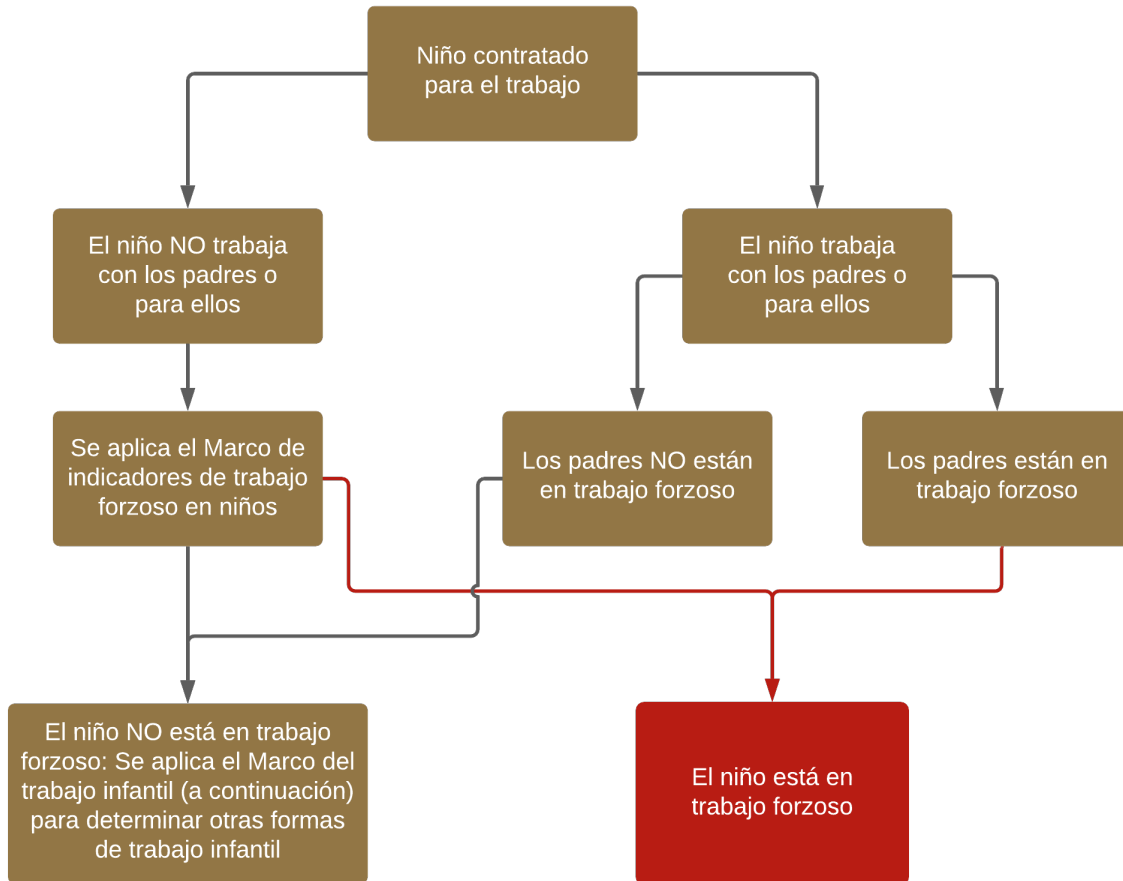 Niño contratado
para el trabajo
El niño NO trabaja
con los padres o
para ellos
El niño trabaja
con los padres o
para ellos
Se aplica el Marco de
indicadores de trabajo
forzoso en niños
Los padres NO están
en trabajo forzoso
Los padres están en
trabajo forzoso
El niño NO está en trabajo
forzoso: Se aplica el Marco del
trabajo infantil (a continuación)
para determinar otras formas
de trabajo infantil
El niño está en
trabajo forzoso